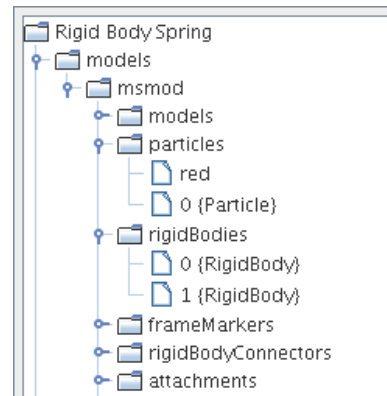 Rigid Body Spring
models
msmod
models
particles
red
0 {Particle}
rigidBodies
0 {RigidBody}
1 {RigidBody}
frameMarkers
rigidBodyConnectors
attachments